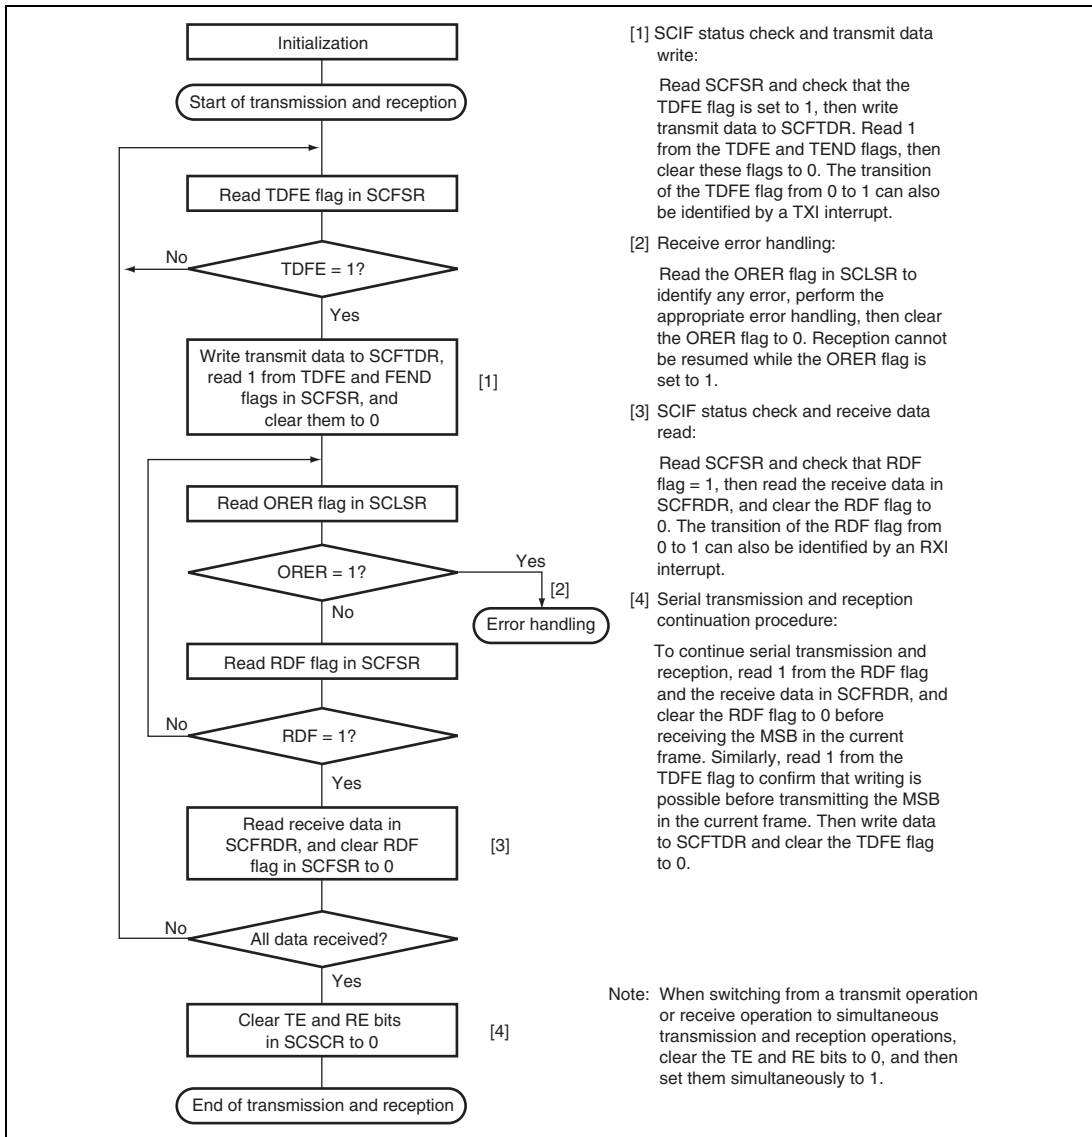 Initialization
Start of transmission and reception
Read TDFE flag in SCFSR
No
TDFE = 1?
Yes
Write transmit data to SCFTDR,
read 1 from TDFE and FEND
flags in SCFSR, and
clear them to 0
[1]
Read ORER flag in SCLSR
ORER = 1?
Yes
[2]
No
Error handling
Read RDF flag in SCFSR
No
RDF = 1?
Yes
Read receive data in
SCFRDR, and clear RDF
flag in SCFSR to 0
[3]
No
All data received?
Yes
Clear TE and RE bits
in SCSCR to 0
[4]
End of transmission and reception
[1] SCIF status check and transmit data
write:
Read SCFSR and check that the
TDFE flag is set to 1, then write
transmit data to SCFTDR. Read 1
from the TDFE and TEND flags, then
clear these flags to 0. The transition
of the TDFE flag from 0 to 1 can also
be identified by a TXI interrupt.
[2] Receive error handling:
Read the ORER flag in SCLSR to
identify any error, perform the
appropriate error handling, then clear
the ORER flag to 0. Reception cannot
be resumed while the ORER flag is
set to 1.
[3] SCIF status check and receive data
read:
Read SCFSR and check that RDF
flag = 1, then read the receive data in
SCFRDR, and clear the RDF flag to
0. The transition of the RDF flag from
0 to 1 can also be identified by an RXI
interrupt.
[4] Serial transmission and reception
continuation procedure:
To continue serial transmission and
reception, read 1 from the RDF flag
and the receive data in SCFRDR, and
clear the RDF flag to 0 before
receiving the MSB in the current
frame. Similarly, read 1 from the
TDFE flag to confirm that writing is
possible before transmitting the MSB
in the current frame. Then write data
to SCFTDR and clear the TDFE flag
to 0.
Note: When switching from a transmit operation
or receive operation to simultaneous
transmission and reception operations,
clear the TE and RE bits to 0, and then
set them simultaneously to 1.